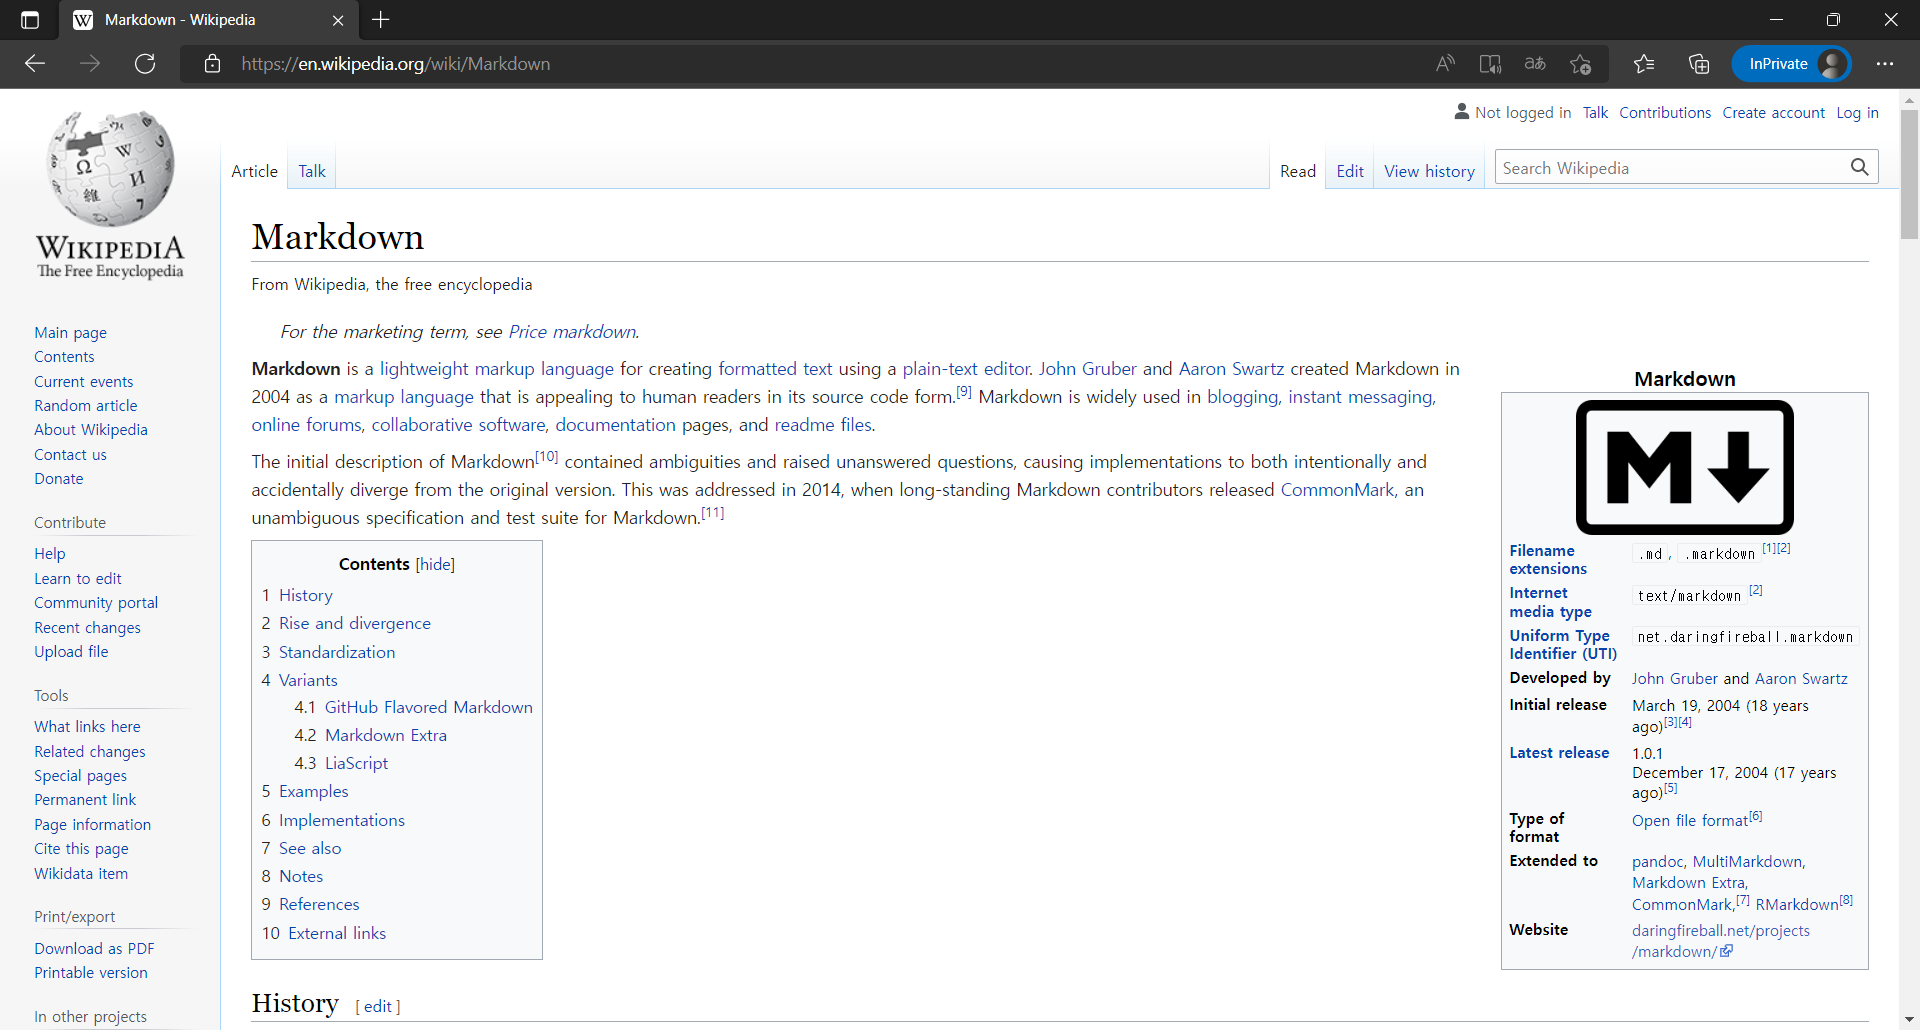 Markdown - Wikipedia
https://en.wikipedia.org/wiki/Markdown
InPrivate
Not logged in Talk Contributions Create account Log in
Article Talk
Read Edit View history
Search Wikipedia
WIKIPEDIA
The Free Encyclopedia
Main page
Contents
Current events
Random article
About Wikipedia
Contact us
Donate
Contribute
Help
Learn to edit
Community portal
Recent changes
Upload file
Tools
What links here
Related changes
Special pages
Permanent link
Page information
Cite this page
Wikidata item
Print/export
Download as PDF
Printable version
In other projects
Markdown
From Wikipedia, the free encyclopedia
For the marketing term, see Price markdown.
Markdown is a lightweight markup language for creating formatted text using a plain-text editor. John Gruber and Aaron Swartz created Markdown in
2004 as a markup language that is appealing to human readers in its source code form.[9] Markdown is widely used in blogging, instant messaging,
online forums, collaborative software, documentation pages, and readme files.
The initial description of Markdown[10] contained ambiguities and raised unanswered questions, causing implementations to both intentionally and
accidentally diverge from the original version. This was addressed in 2014, when long-standing Markdown contributors released CommonMark, an
unambiguous specification and test suite for Markdown.[11]
Contents [hide]
1 History
2 Rise and divergence
3 Standardization
4 Variants
4.1 GitHub Flavored Markdown
4.2 Markdown Extra
4.3 LiaScript
5 Examples
6 Implementations
7 See also
8 Notes
9 References
10 External links
History [ edit ]
Markdown
M
Filename extensions
.md, .markdown [1][2]
Internet media type
text/markdown [2]
Uniform Type Identifier (UTI)
net.daringfireball.markdown
Developed by John Gruber and Aaron Swartz
Initial release March 19, 2004 (18 years
ago)[3][4]
Latest release 1.0.1
December 17, 2004 (17 years
ago)[5]
Type of format
Open file format[6]
Extended to pandoc, MultiMarkdown,
Markdown Extra,
CommonMark,[7] RMarkdown[8]
Website daringfireball.net/projects
/markdown/